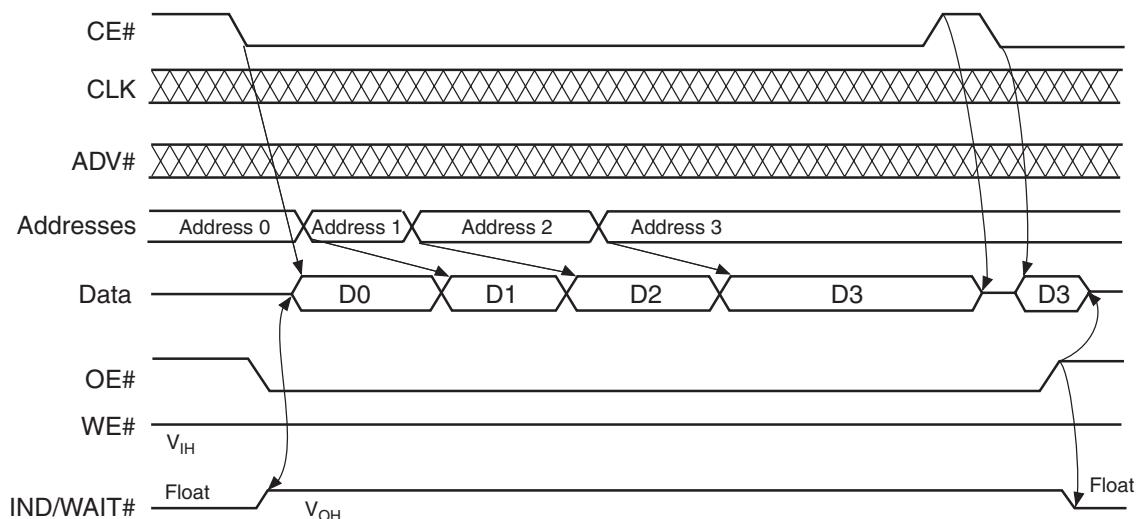 CE#
CLK
ADV#
Addresses
Address 0
Address 1
Address 2
Address 3
Data
D0
D1
D2
D3
D3
OE#
WE#
VIH
IND/WAIT#
Float
VOH
Float